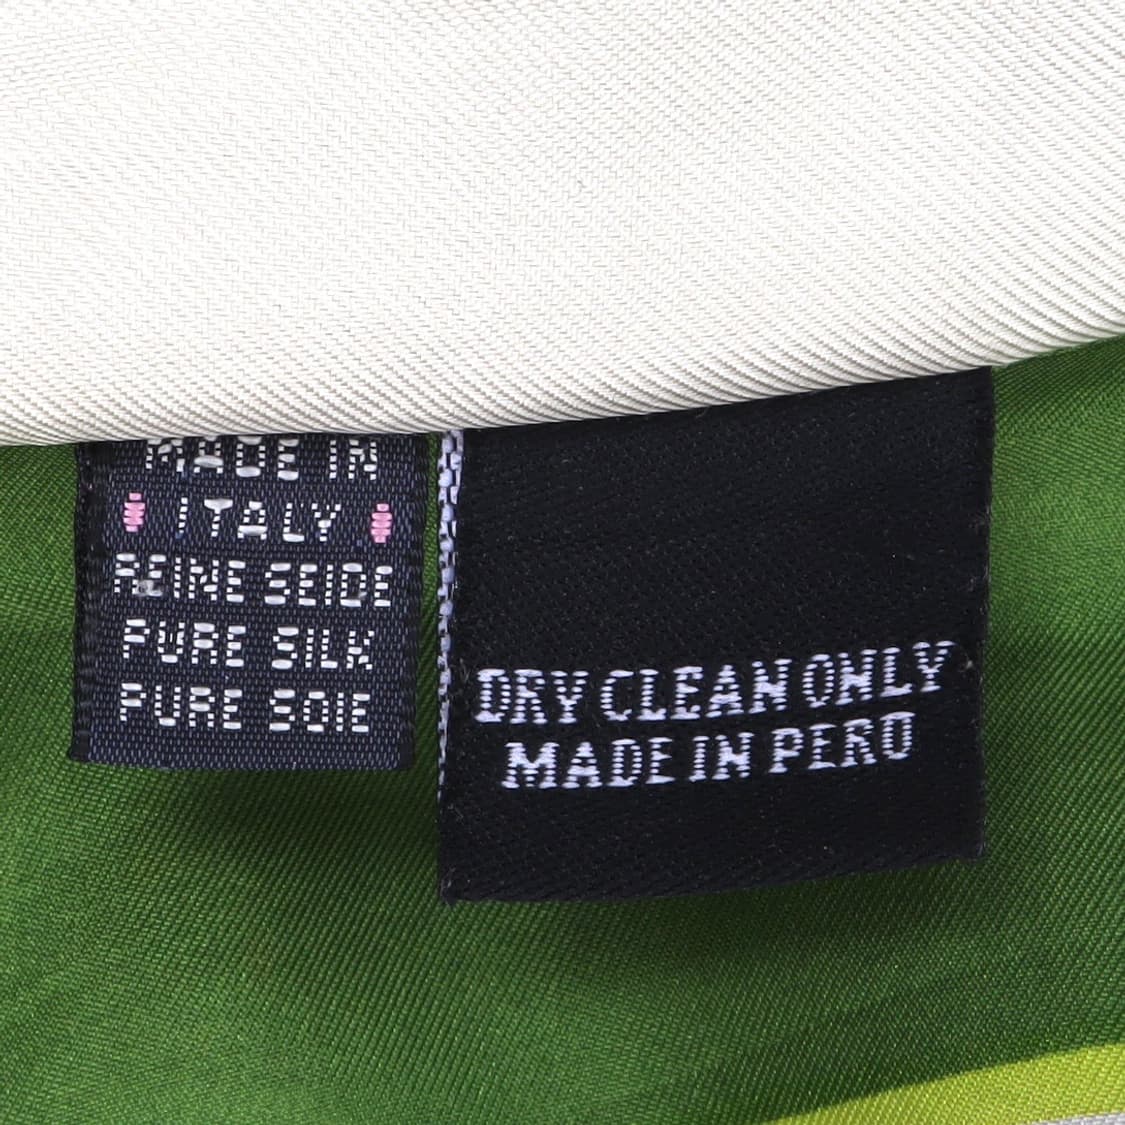 MADE IN
ITALY
REINE SEIDE
PURE SILK
PURE SOIE
DRY CLEAN ONLY
MADE IN PERU